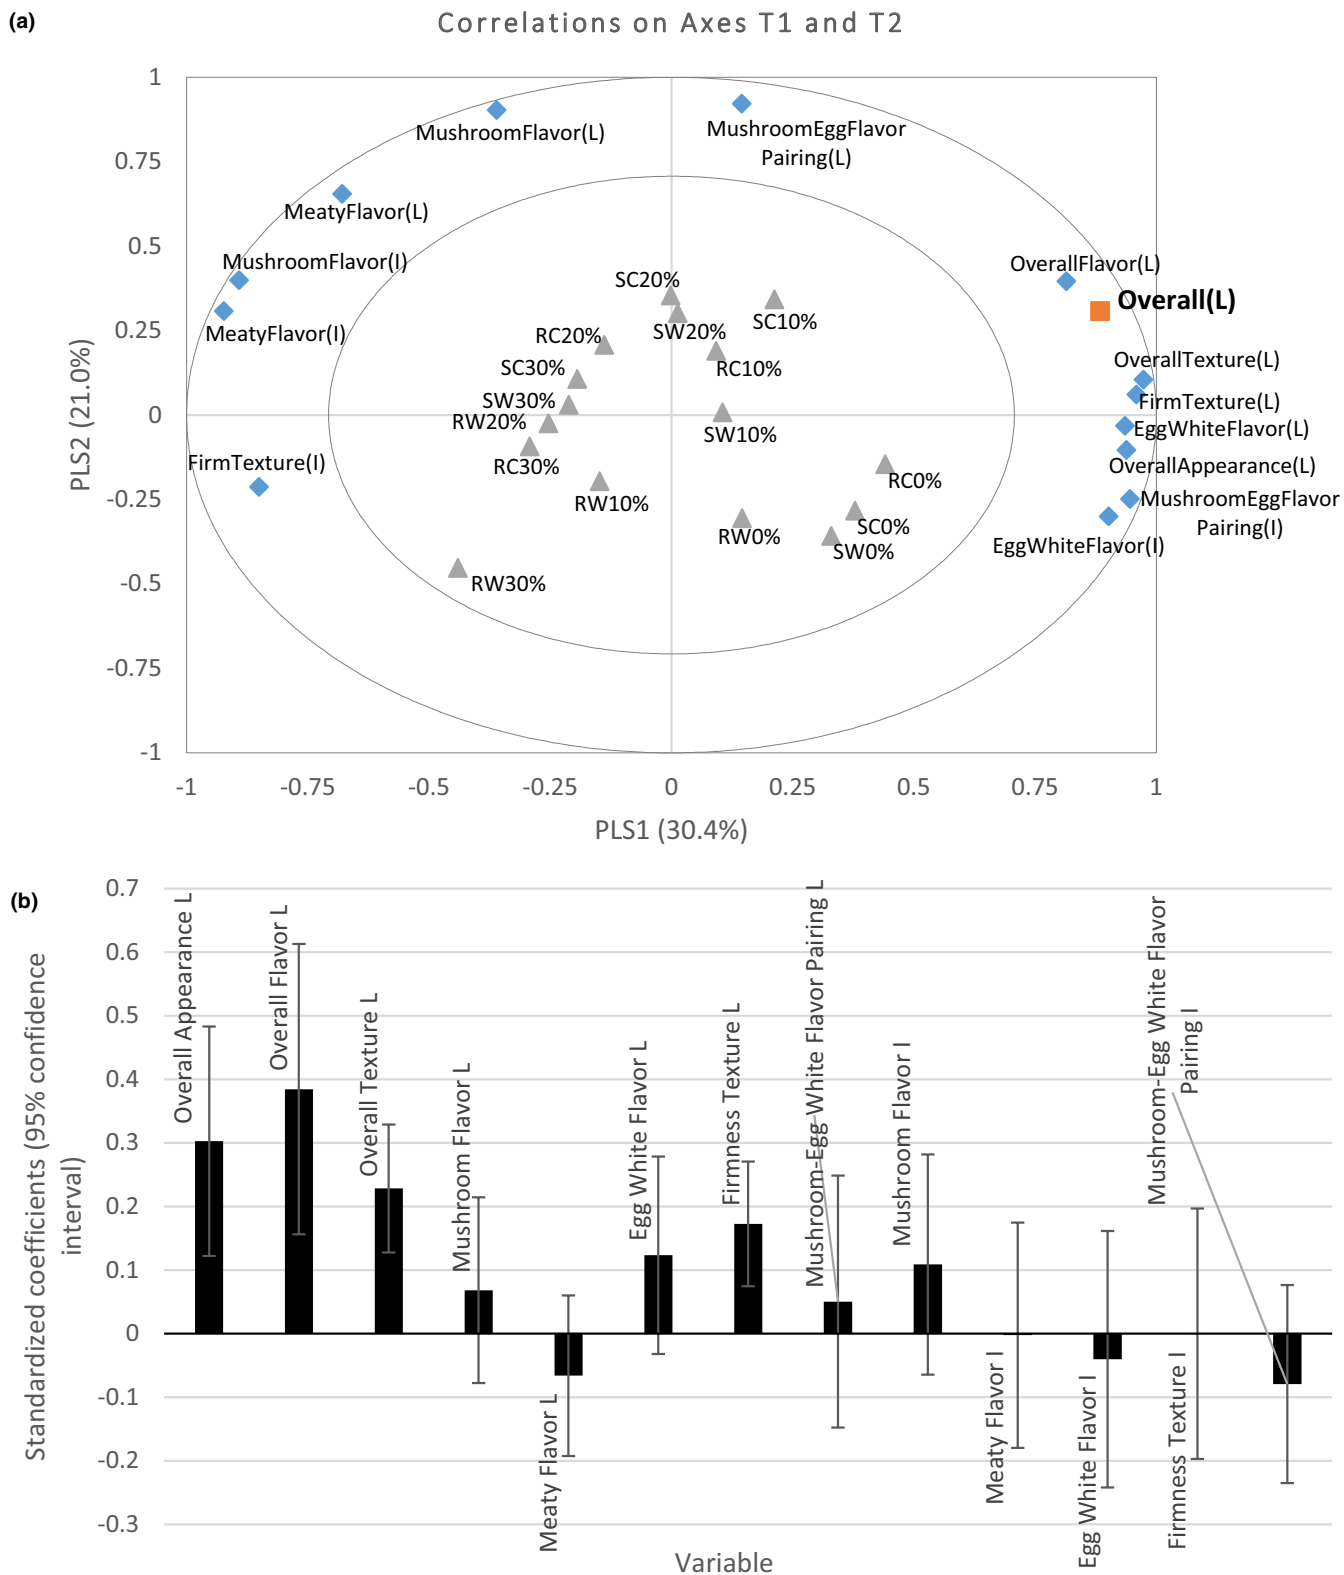 (a)
Correlations on Axes T1 and T2
1
0.75
0.5
0.25
0
-0.25
-0.5
-0.75
-1
PLS2 (21.0%)
MushroomFlavor(L)
MushroomEggFlavor
Pairing(L)
MeatyFlavor(L)
MushroomFlavor(I)
MeatyFlavor(I)
OverallFlavor(L)
Overall(L)
SC20%
SW20%
SC10%
RC20%
RC10%
SC30%
OverallTexture(L)
SW30%
FirmTexture(L)
RW20%
SW10%
EggWhiteFlavor(L)
FirmTexture(I)
RC30%
OverallAppearance(L)
RC0%
RW10%
MushroomEggFlavor
Pairing(I)
RW0%
SC0%
SW0%
EggWhiteFlavor(I)
RW30%
-1
-0.75
-0.5
-0.25
0
0.25
0.5
0.75
1
PLS1 (30.4%)
(b)
0.7
0.6
0.5
0.4
0.3
0.2
0.1
0
-0.1
-0.2
-0.3
Standardized coefficients (95% confidence
interval)
Overall Appearance L
Overall Flavor L
Overall Texture L
Mushroom Flavor L
Meaty Flavor L
Egg White Flavor L
Firmness Texture L
Mushroom-Egg White Flavor Pairing L
Mushroom Flavor I
Meaty Flavor I
Egg White Flavor I
Firmness Texture I
Mushroom-Egg White Flavor
Pairing I
Variable